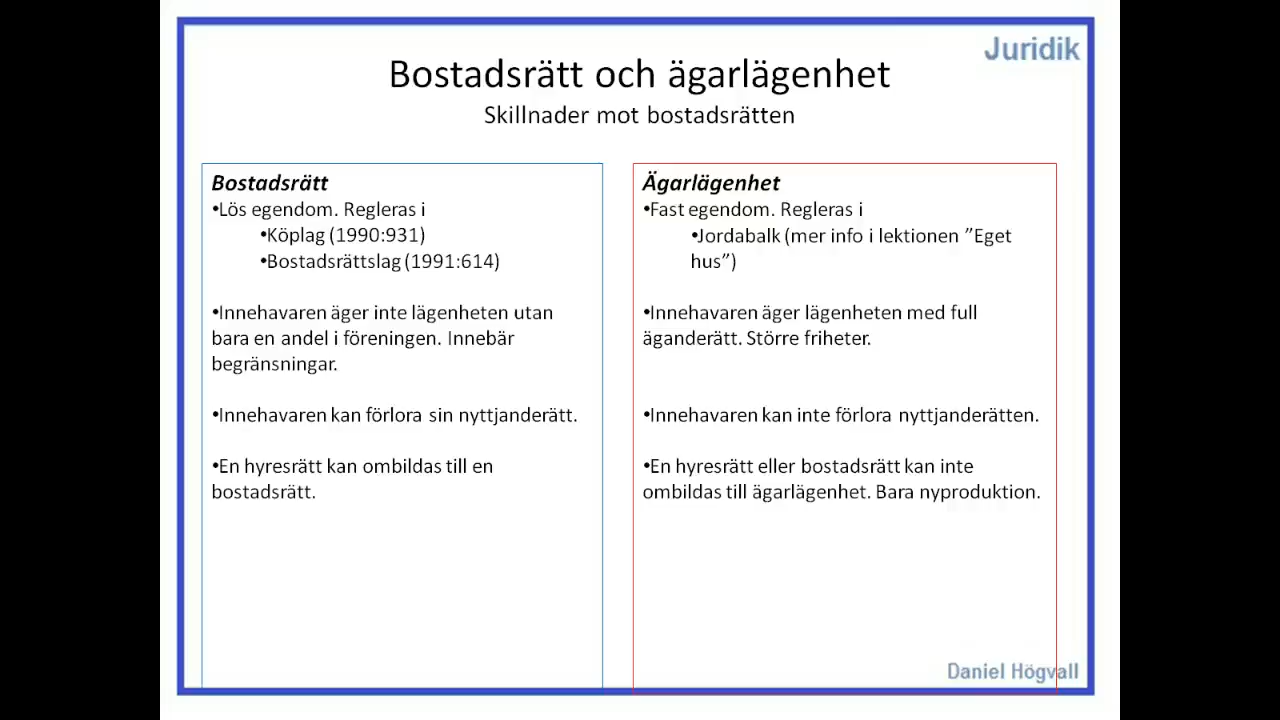 Juridik
Bostadsrätt och ägarlägenhet
Skillnader mot bostadsrätten
Bostadsrätt
•Lös egendom. Regleras i
•Köplag (1990:931)
•Bostadsrättslag (1991:614)
•Innehavaren äger inte lägenheten utan
bara en andel i föreningen. Innebär
begränsningar.
•Innehavaren kan förlora sin nyttjanderätt.
•En hyresrätt kan ombildas till en
bostadsrätt.
Ägarlägenhet
•Fast egendom. Regleras i
•Jordabalk (mer info i lektionen ”Eget
hus”)
•Innehavaren äger lägenheten med full
äganderätt. Större friheter.
•Innehavaren kan inte förlora nyttjanderätten.
•En hyresrätt eller bostadsrätt kan inte
ombildas till ägarlägenhet. Bara nyproduktion.
Daniel Högvall